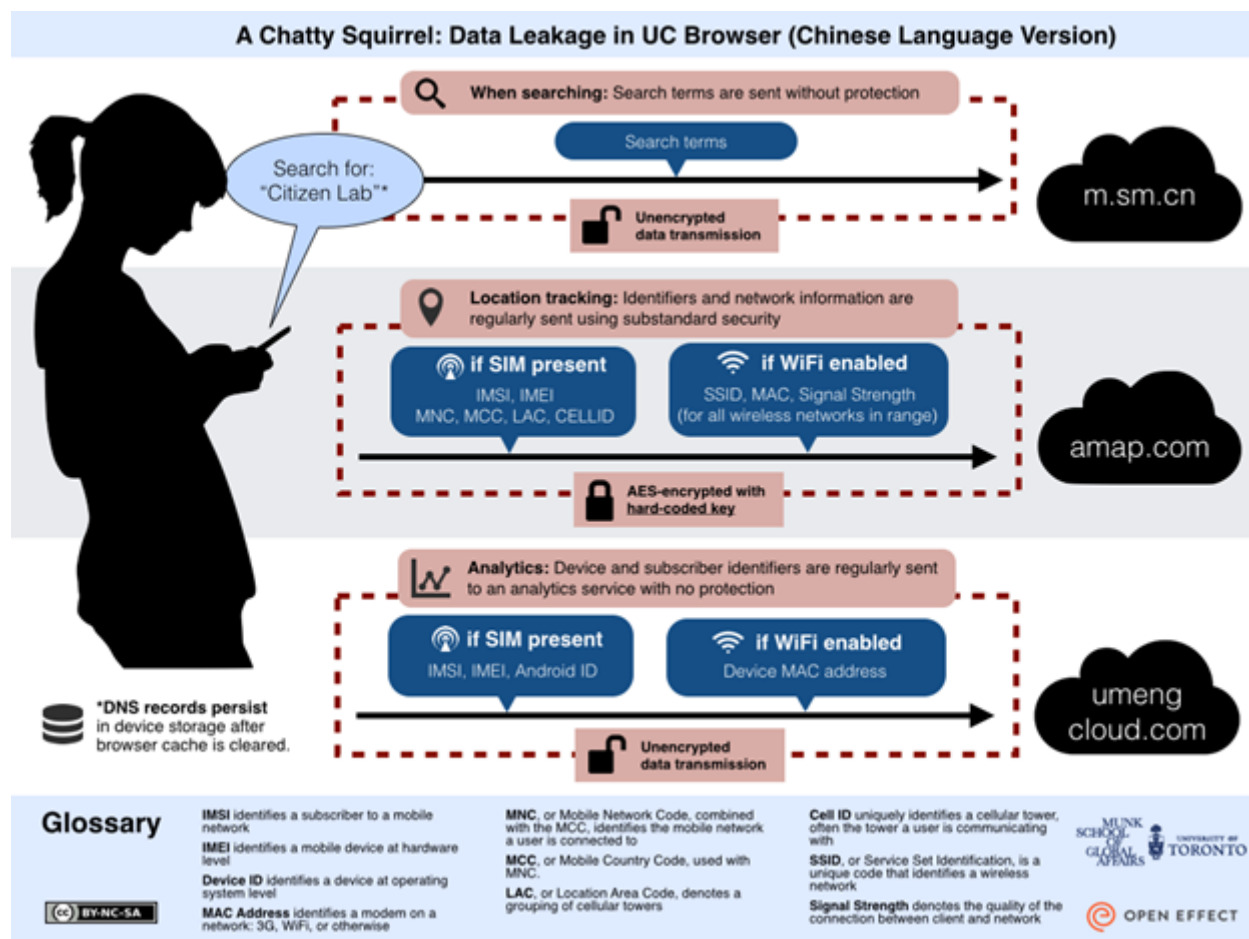 A Chatty Squirrel: Data Leakage in UC Browser (Chinese Language Version)
When searching: Search terms are sent without protection
Search terms
Search for:
"Citizen Lab"*
m.sm.cn
Unencrypted
data transmission
Location tracking: Identifiers and network information are
regularly sent using substandard security
if SIM present
IMSI, IMEI
MNC, MCC, LAC, CELLID
if WiFi enabled
SSID, MAC, Signal Strength
(for all wireless networks in range)
amap.com
AES-encrypted with
hard-coded key
Analytics: Device and subscriber identifiers are regularly sent
to an analytics service with no protection
if SIM present
IMSI, IMEI, Android ID
if WiFi enabled
Device MAC address
umeng
cloud.com
Unencrypted
data transmission
*DNS records persist
in device storage after
browser cache is cleared.
Glossary
IMSI identifies a subscriber to a mobile
network
IMEI identifies a mobile device at hardware
level
Device ID identifies a device at operating
system level
MAC Address identifies a modem on a
network: 3G, WiFi, or otherwise
MNC, or Mobile Network Code, combined
with the MCC, identifies the mobile network
a user is connected to
MCC, or Mobile Country Code, used with
MNC.
LAC, or Location Area Code, denotes a
grouping of cellular towers
Cell ID uniquely identifies a cellular tower,
often the tower a user is communicating
with
SSID, or Service Set Identification, is a
unique code that identifies a wireless
network
Signal Strength denotes the quality of the
connection between client and network
MUNK
SCHOOL
OF
GLOBAL
AFFAIRS
UNIVERSITY OF
TORONTO
OPEN EFFECT
cc BY-NC-SA